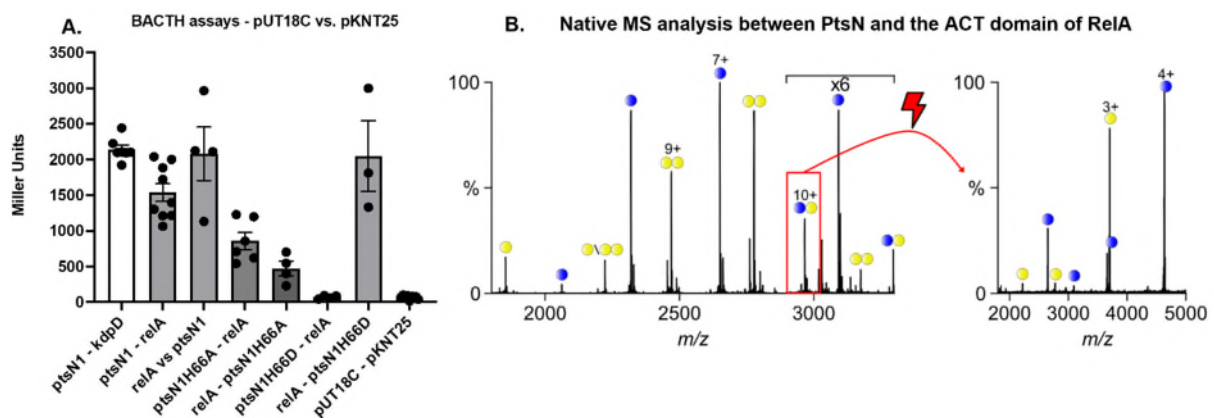 A.
BACTH assays - pUT18C vs. pKNT25
Miller Units
3500
3000
2500
2000
1500
1000
500
0
ptsN1 - kdpD
ptsN1 - relA
relA vs ptsN1
ptsN1H66A - relA
relA - ptsN1H66A
ptsN1H66D - relA
relA - ptsN1H66D
pUT18C - pKNT25
B.
Native MS analysis between PtsN and the ACT domain of RelA
100
%
0
7+
9+
\
10+
x6
2000
2500
3000
m/z
100
%
0
3+
4+
2000
3000
4000
5000
m/z